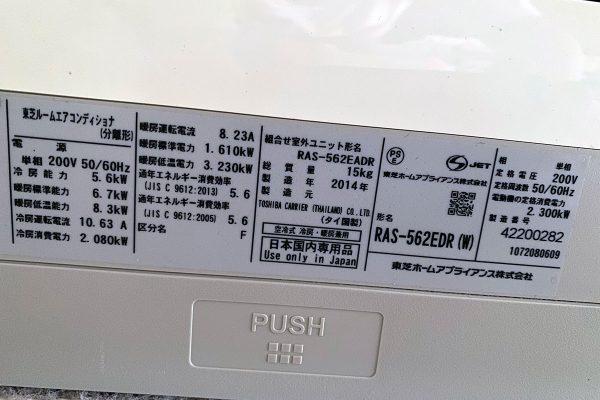 東芝ルームエアコンディショナ
(分離形)
電源
単相 200V 50/60Hz
冷房能力 5.6kW
暖房標準能力 6.7kW
暖房低温能力 8.3kW
冷房運転電流 10.63 A
冷房消費電力 2.080kW
暖房運転電流 8.23A
暖房標準電力 1.610kW
暖房低温電力 3.230kW
通年エネルギー消費効率
(JIS C 9612:2013) 5.6
通年エネルギー消費効率
(JIS C 9612:2005) 5.6
区分名 F
組合せ室外ユニット形名
RAS-562EADR
総質量 15kg
製造年 2014年
製造元
TOSHIBA CARRIER (THAILAND) CO., LTD.
(タイ国製)
空冷式 冷房・暖房兼用
日本国内専用品
Use only in Japan
PS
E
S JET
東芝ホームアプライアンス株式会社
形名
RAS-562EDR (W)
相 単相
定格電圧 200V
定格周波数 50/60Hz
電動機の定格消費電力
2.300kW
製造番号
42200282
1072080609
東芝ホームアプライアンス株式会社
PUSH